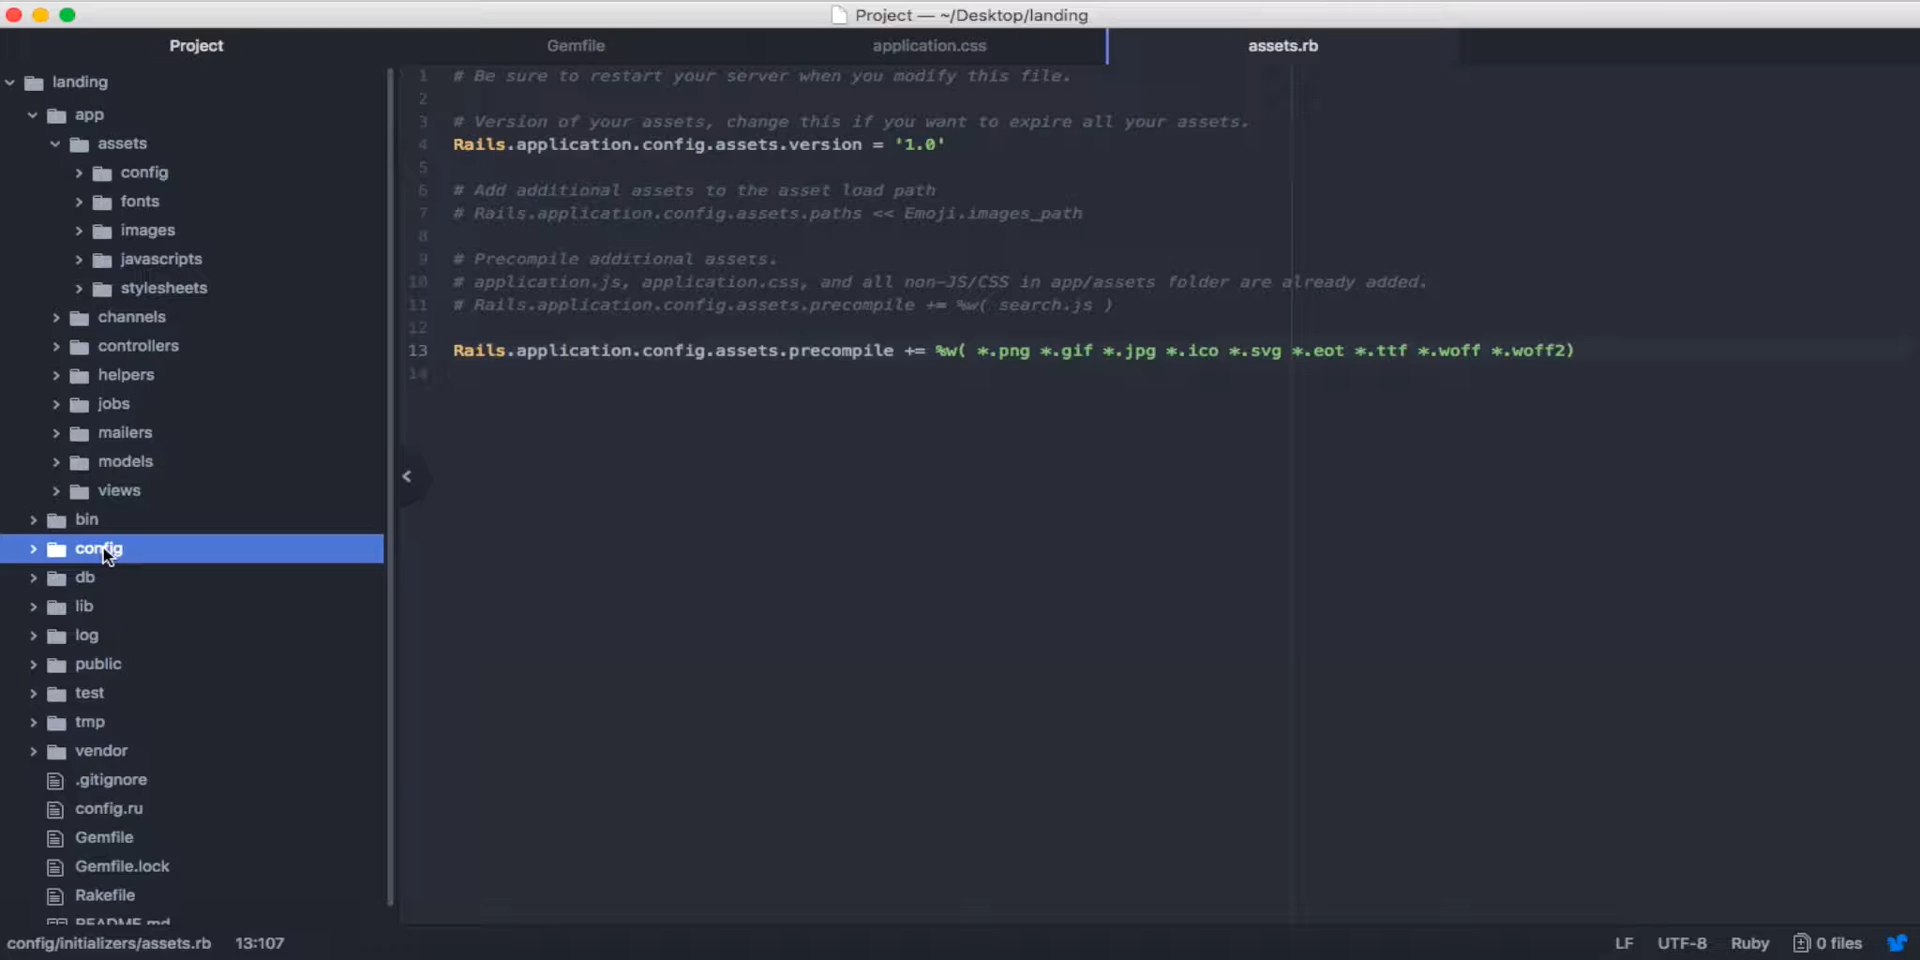 Project — ~/Desktop/landing
Project
Gemfile
application.css
assets.rb
landing
app
assets
config
fonts
images
javascripts
stylesheets
channels
controllers
helpers
jobs
mailers
models
views
bin
config
db
lib
log
public
test
tmp
vendor
.gitignore
config.ru
Gemfile
Gemfile.lock
Rakefile
README.md
1 # Be sure to restart your server when you modify this file.
2
3 # Version of your assets, change this if you want to expire all your assets.
4 Rails.application.config.assets.version = '1.0'
5
6 # Add additional assets to the asset load path
7 # Rails.application.config.assets.paths << Emoji.images_path
8
9 # Precompile additional assets.
10 # application.js, application.css, and all non-JS/CSS in app/assets folder are already added.
11 # Rails.application.config.assets.precompile += %w( search.js )
12
13 Rails.application.config.assets.precompile += %w( *.png *.gif *.jpg *.ico *.svg *.eot *.ttf *.woff *.woff2)
14
config/initializers/assets.rb 13:107
LF UTF-8 Ruby 0 files